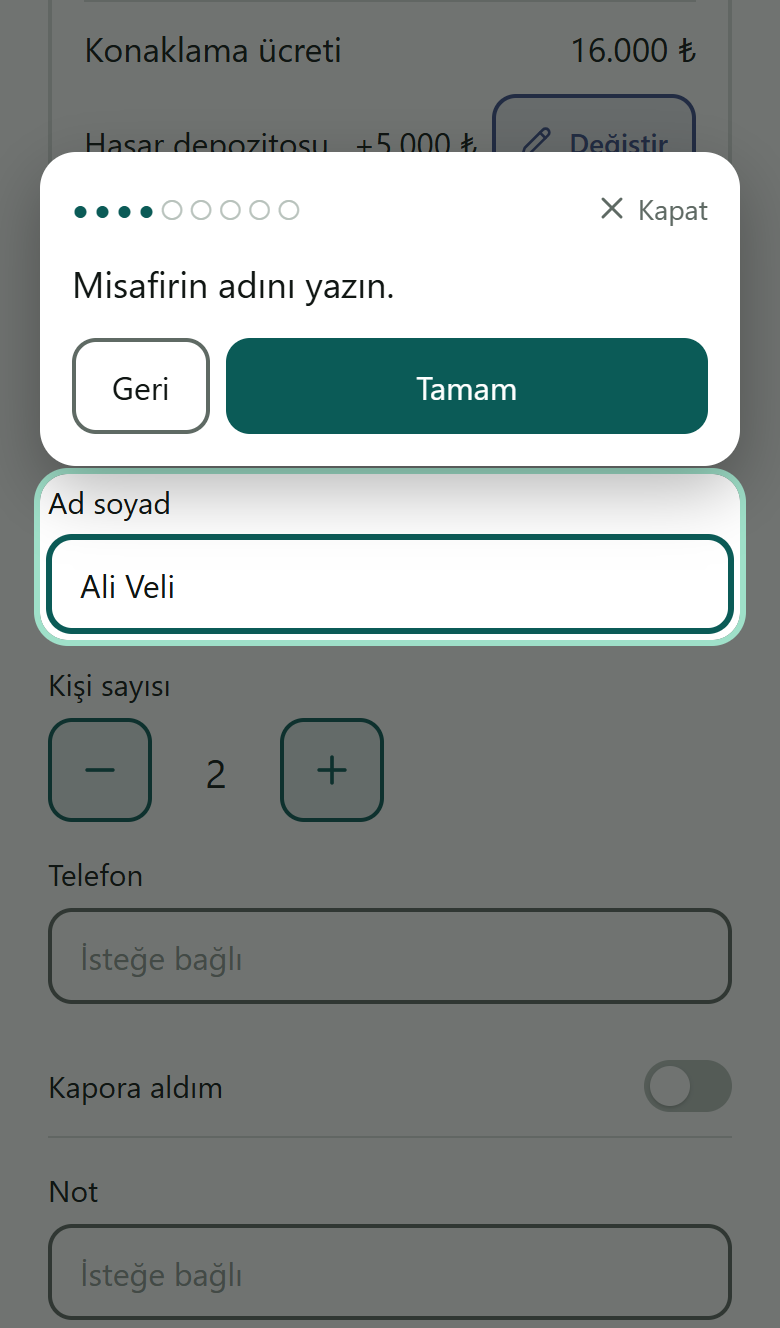 Konaklama ücreti 16.000 ₺
Hasar depozitosu +5.000 ₺ Değiştir
Kapat
Misafirin adını yazın.
Geri Tamam
Ad soyad
Ali Veli
Kişi sayısı
2
Telefon
İsteğe bağlı
Kapora aldım
Not
İsteğe bağlı